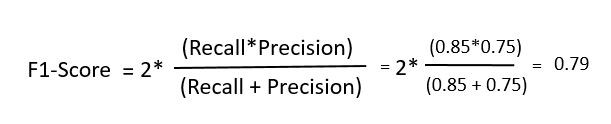 F1-Score = 2* (Recall*Precision) / (Recall + Precision) = 2* (0.85*0.75) / (0.85 + 0.75) = 0.79